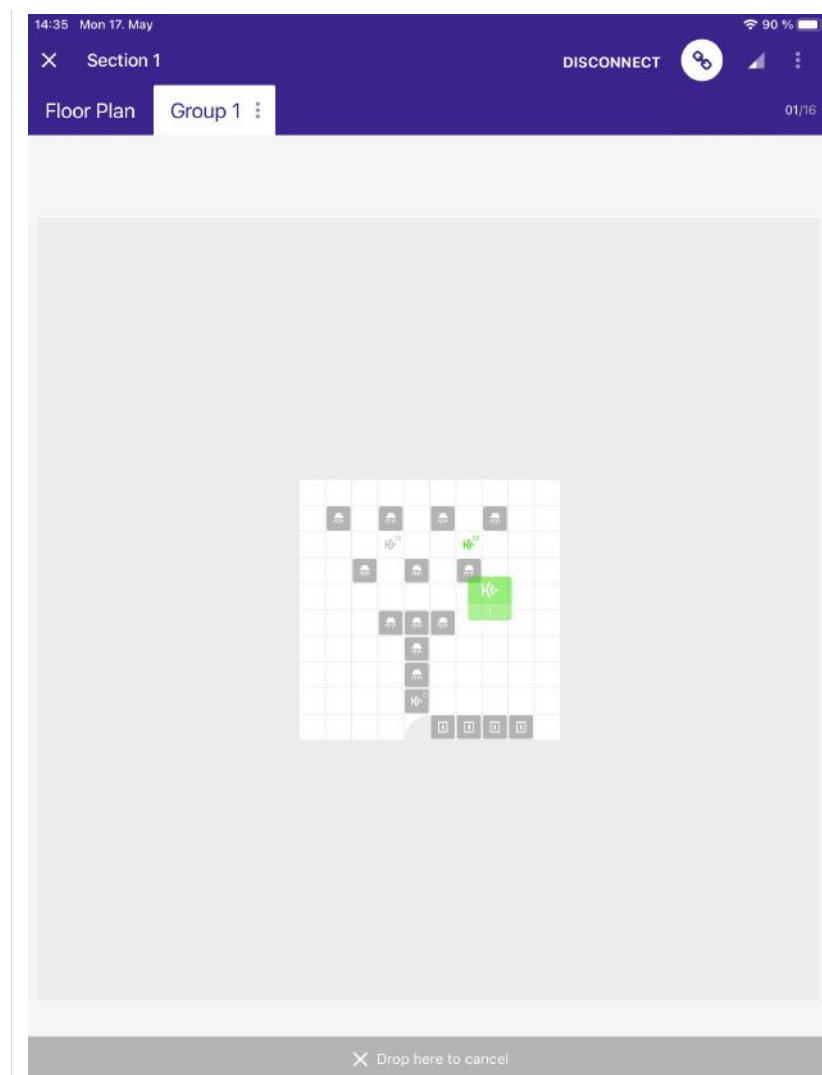 14:35 Mon 17. May 90 %
Section 1 DISCONNECT
Floor Plan Group 1 01/16
Drop here to cancel